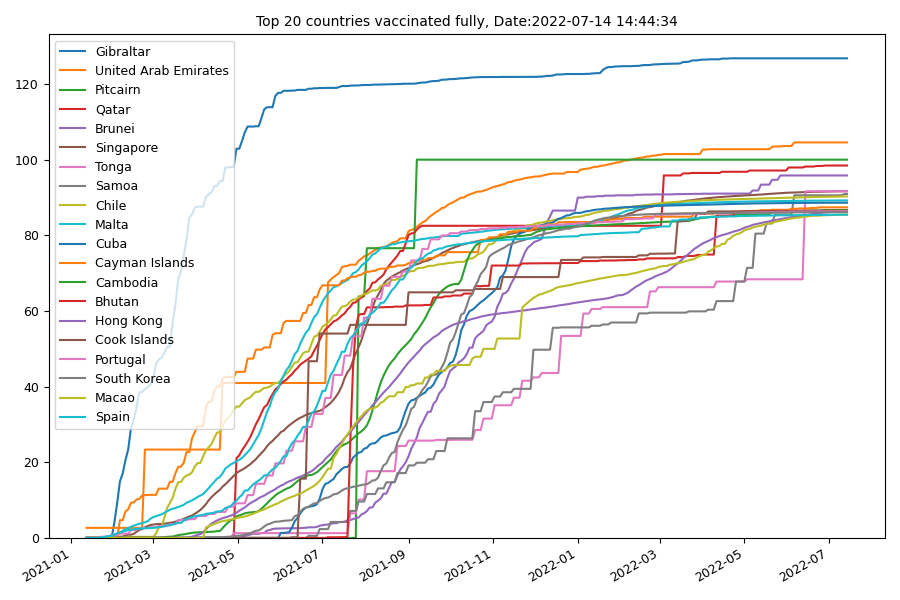 Top 20 countries vaccinated fully, Date:2022-07-14 14:44:34
Gibraltar
United Arab Emirates
Pitcairn
Qatar
Brunei
Singapore
Tonga
Samoa
Chile
Malta
Cuba
Cayman Islands
Cambodia
Bhutan
Hong Kong
Cook Islands
Portugal
South Korea
Macao
Spain
120
100
80
60
40
20
0
2021-01
2021-03
2021-05
2021-07
2021-09
2021-11
2022-01
2022-03
2022-05
2022-07